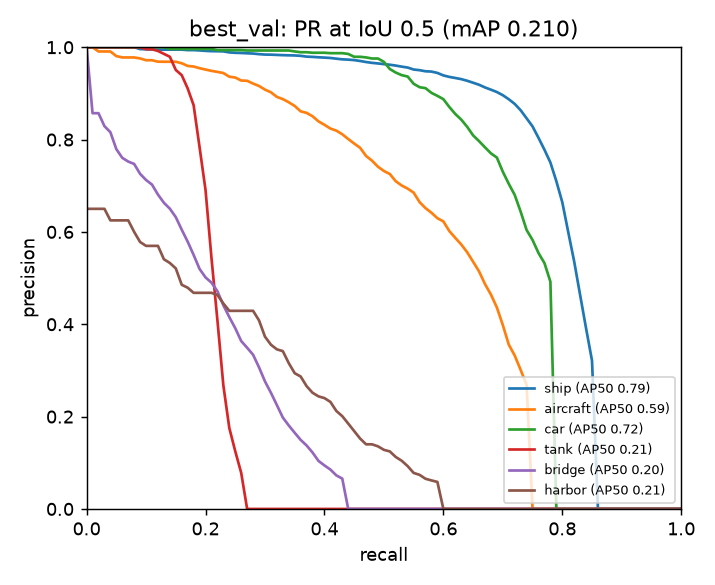 best_val: PR at IoU 0.5 (mAP 0.210)
precision
1.0
0.8
0.6
0.4
0.2
0.0
0.0 0.2 0.4 0.6 0.8 1.0
recall
ship (AP50 0.79)
aircraft (AP50 0.59)
car (AP50 0.72)
tank (AP50 0.21)
bridge (AP50 0.20)
harbor (AP50 0.21)